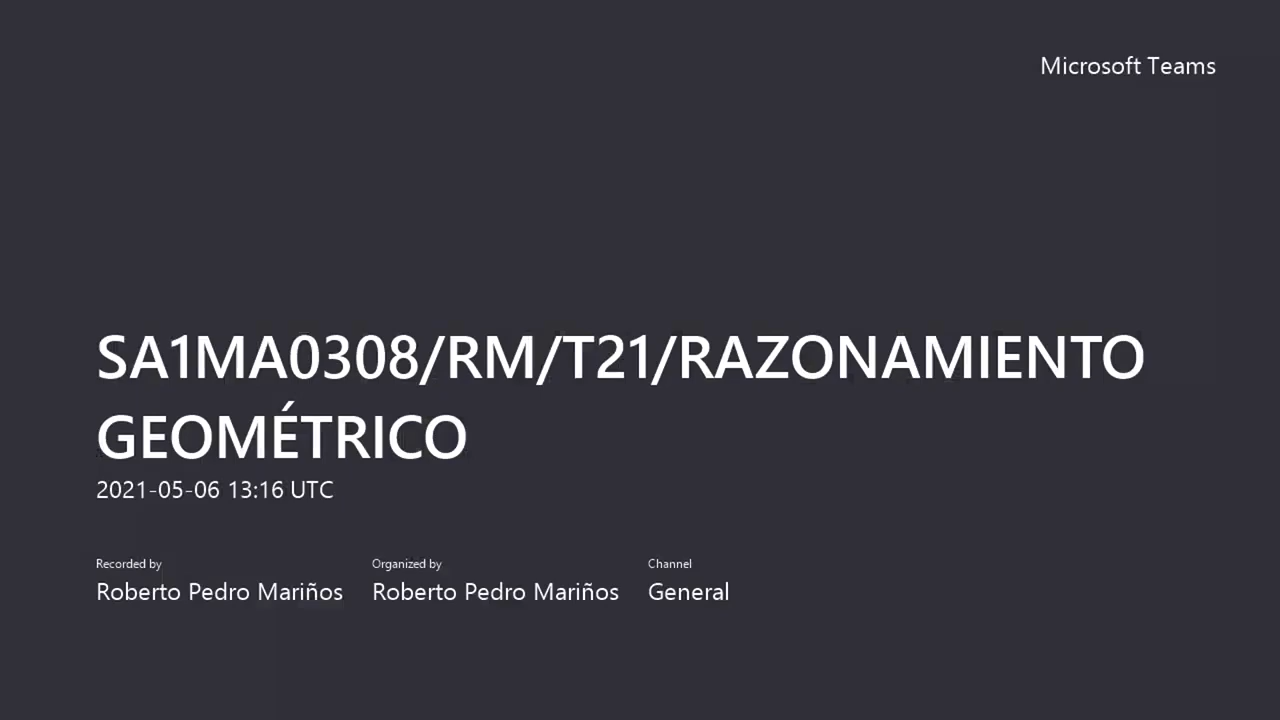 Microsoft Teams
SA1MA0308/RM/T21/RAZONAMIENTO
GEOMÉTRICO
2021-05-06 13:16 UTC
Recorded by
Roberto Pedro Mariños
Organized by
Roberto Pedro Mariños
Channel
General